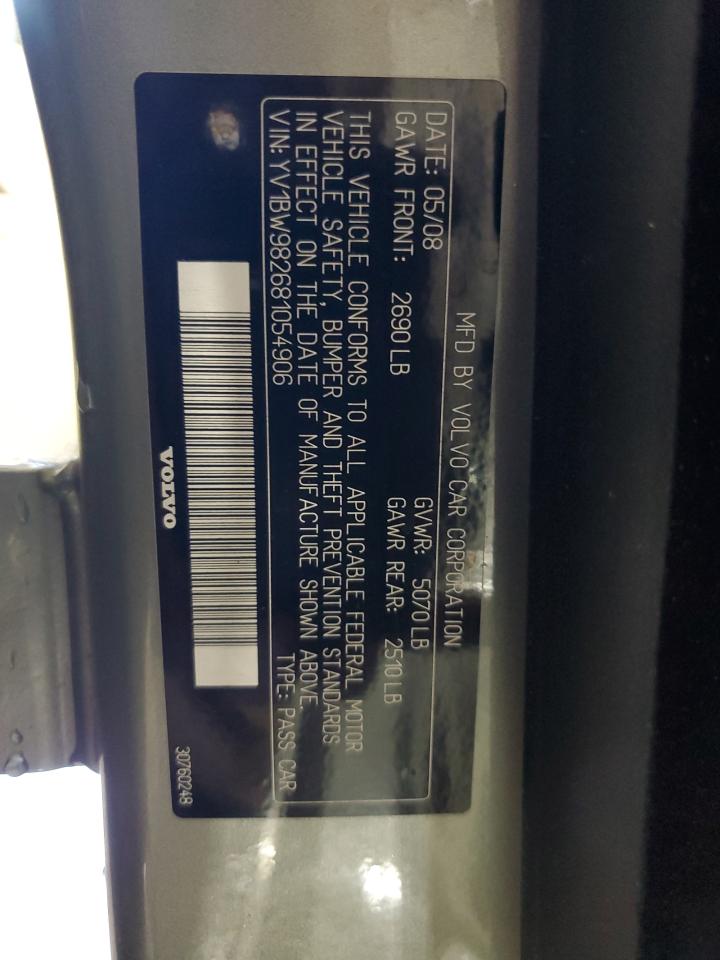 MFD BY VOLVO CAR CORPORATION
DATE: 05/08 GVWR: 5070 LB
GAWR FRONT: 2690 LB GAWR REAR: 2510 LB
THIS VEHICLE CONFORMS TO ALL APPLICABLE FEDERAL MOTOR
VEHICLE SAFETY, BUMPER AND THEFT PREVENTION STANDARDS
IN EFFECT ON THE DATE OF MANUFACTURE SHOWN ABOVE.
VIN: YV1BW982681054906 TYPE: PASS CAR
VOLVO
30760248